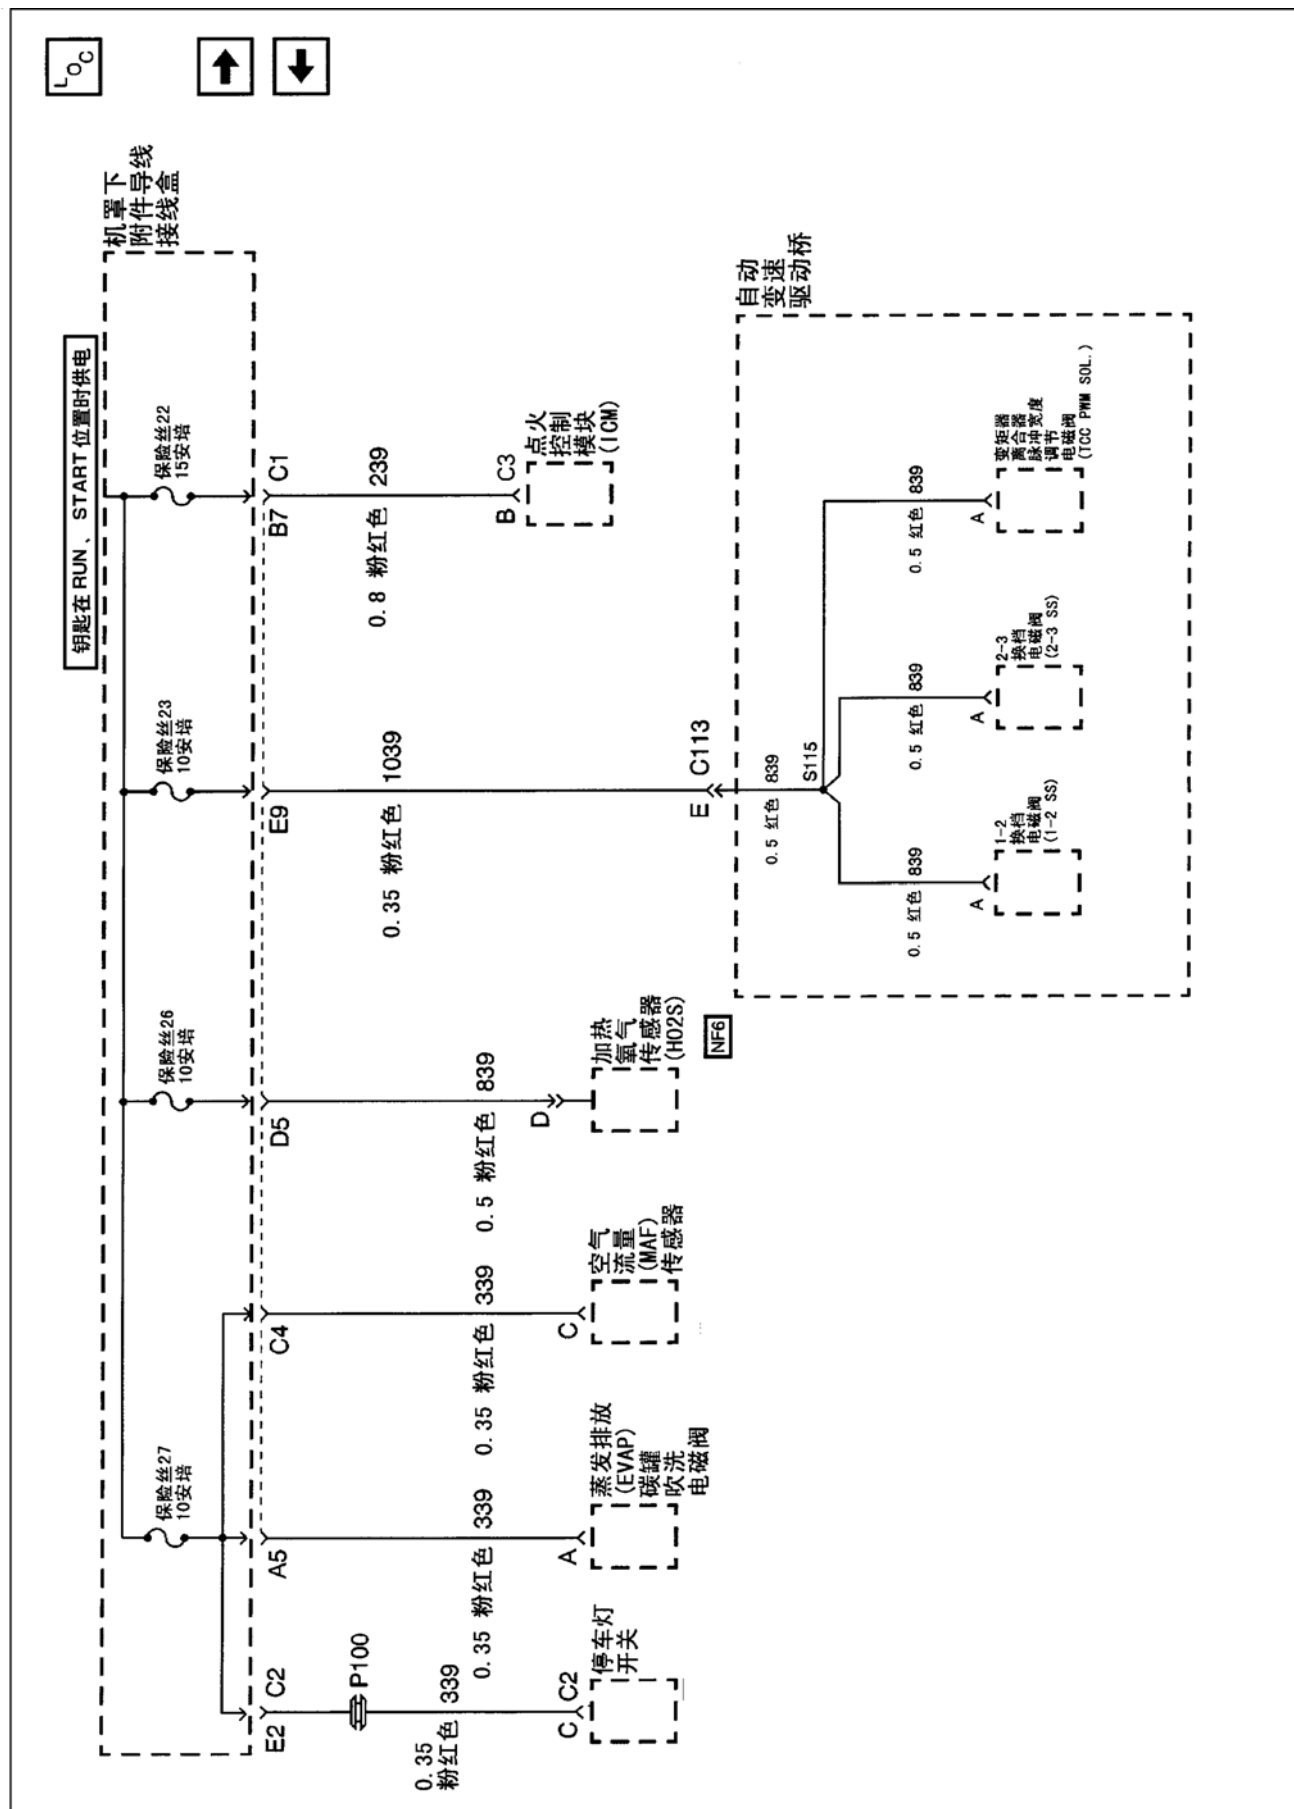 LOC
机罩下
附件导线
接线盒
钥匙在 RUN、START 位置时供电
保险丝27
10安培
保险丝26
10安培
保险丝23
10安培
保险丝22
15安培
E2
C2
A5
C4
D5
E9
B7
C1
P100
0.35
粉红色
339
0.35 粉红色
339
0.35 粉红色
339
0.5 粉红色
839
0.35 粉红色
1039
0.8 粉红色
239
C
C2
停车灯
开关
A
蒸发排放
(EVAP)
碳罐
吹洗
电磁阀
C
空气
流量
(MAF)
传感器
D
加热
氧气
传感器
(HO2S)
NF6
B
C3
点火
控制
模块
(ICM)
E
C113
自动
变速
驱动桥
0.5 红色
839
S115
0.5 红色
839
A
1-2
换档
电磁阀
(1-2 SS)
0.5 红色
839
A
2-3
换档
电磁阀
(2-3 SS)
0.5 红色
839
A
变矩器
离合器
脉冲宽度
调节
电磁阀
(TCC PWM SOL.)